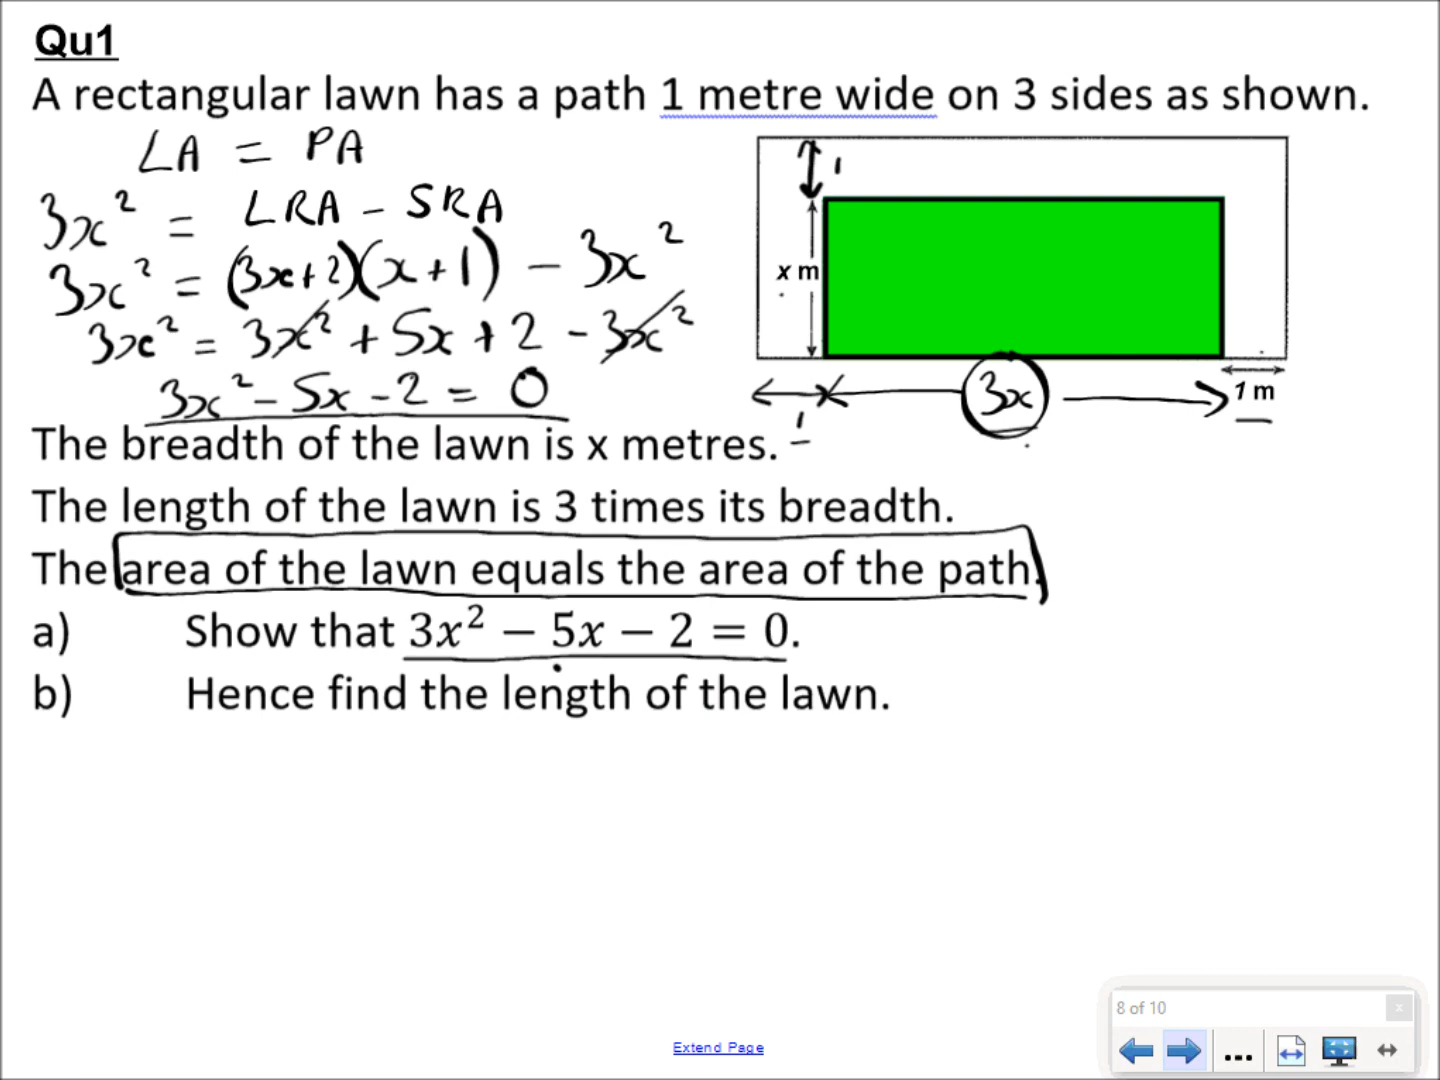 Qu1
A rectangular lawn has a path 1 metre wide on 3 sides as shown.
LA = PA
3x² = LRA - SRA
3x² = (3x+2)(x+1) - 3x²
3x² = 3x² + 5x + 2 - 3x²
3x² - 5x - 2 = 0
1
x m
3x
1 m
1
The breadth of the lawn is x metres.
The length of the lawn is 3 times its breadth.
The area of the lawn equals the area of the path.
a) Show that 3x² − 5x − 2 = 0.
b) Hence find the length of the lawn.
8 of 10
x
...
Extend Page